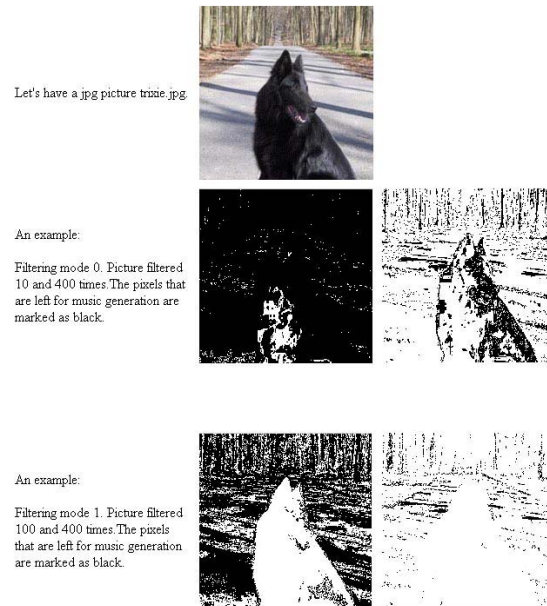 Let's have a jpg picture trixie.jpg.
An example:
Filtering mode 0. Picture filtered
10 and 400 times.The pixels that
are left for music generation are
marked as black.
An example:
Filtering mode 1. Picture filtered
100 and 400 times.The pixels
that are left for music generation
are marked as black.